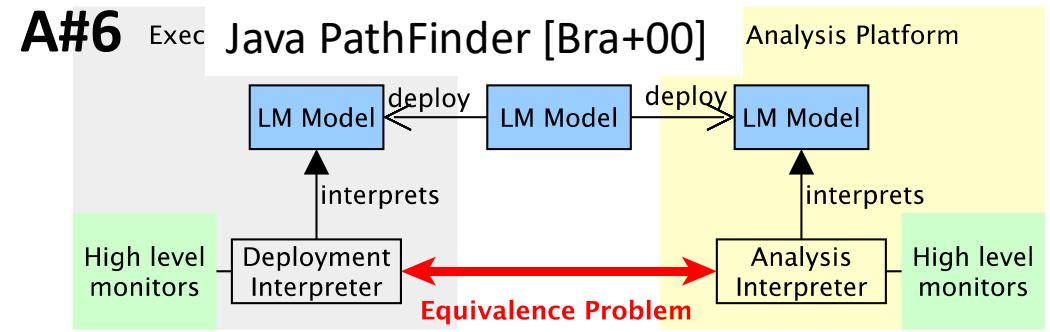 A#6
Exec
Java PathFinder [Bra+00]
Analysis Platform
deploy
deploy
LM Model
LM Model
LM Model
interprets
interprets
High level
monitors
Deployment
Interpreter
Analysis
Interpreter
High level
monitors
Equivalence Problem